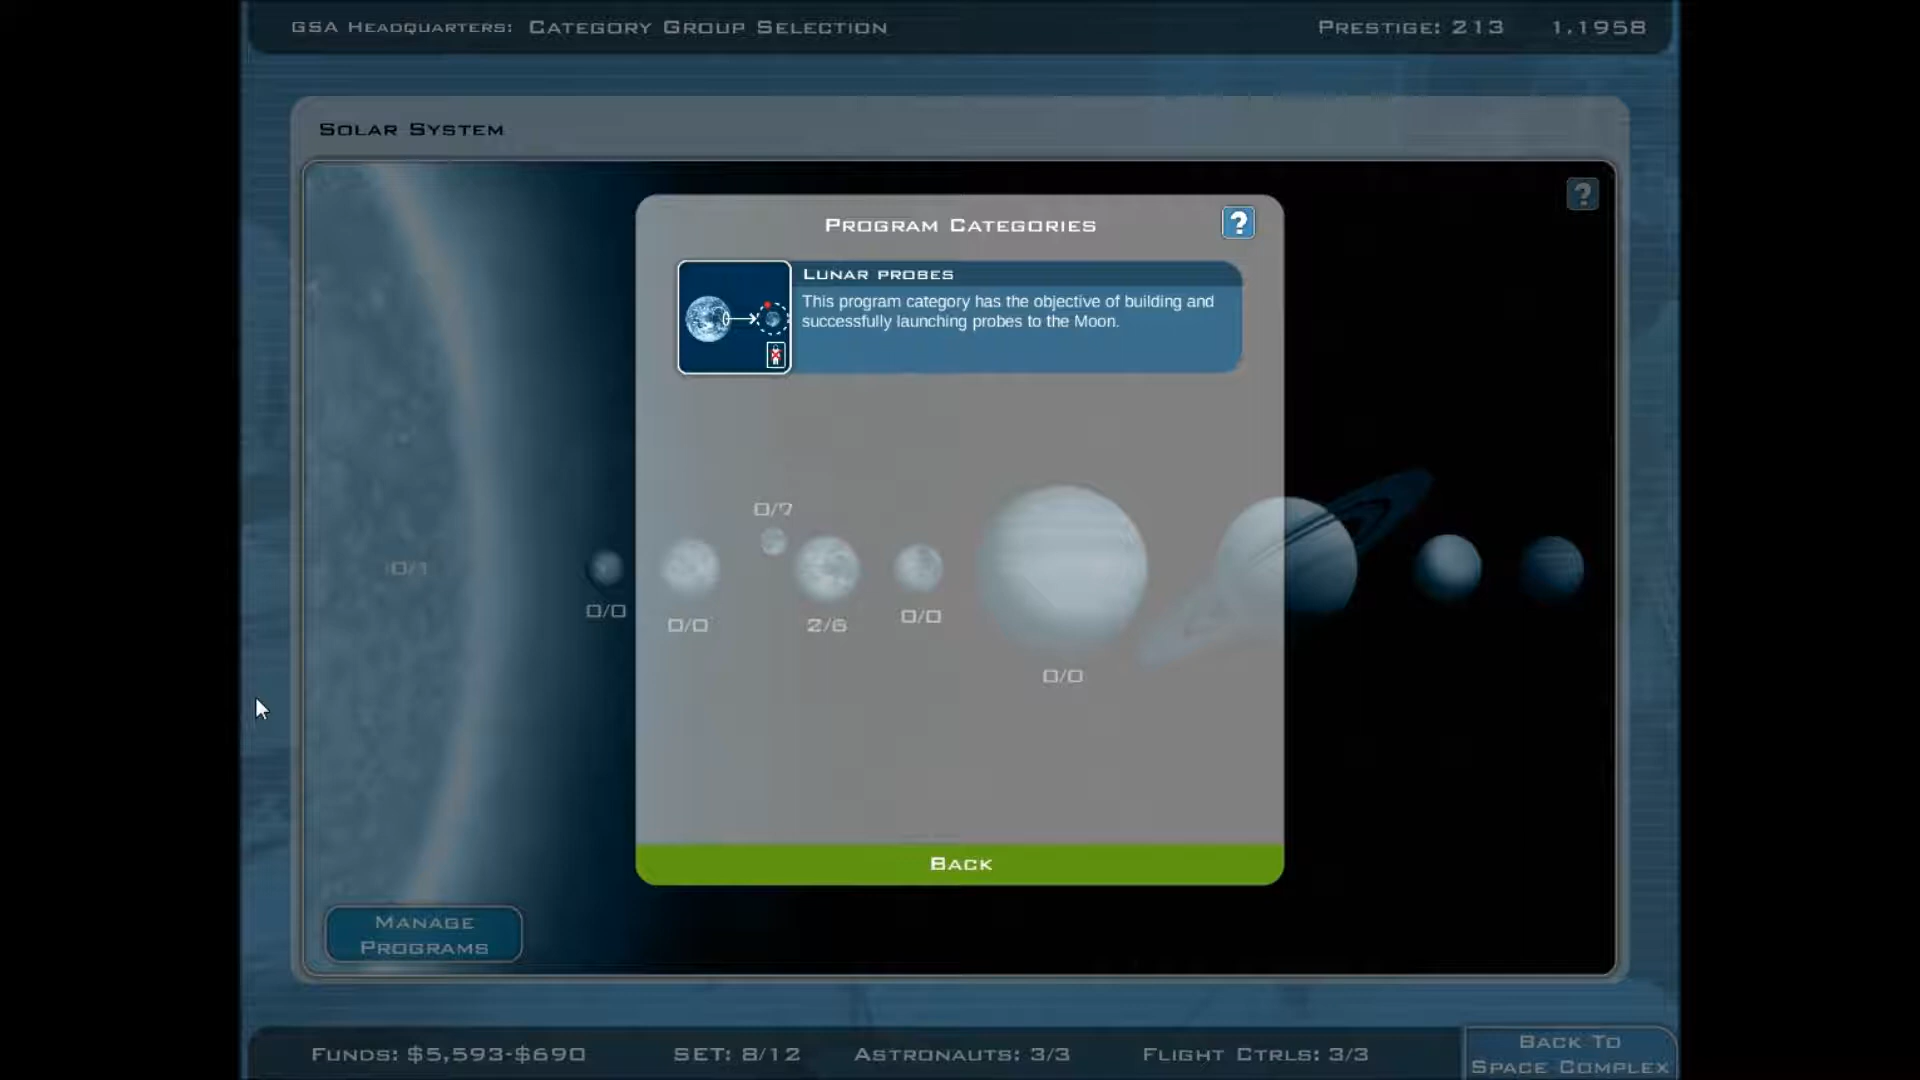 GSA Headquarters: Category Group Selection
Prestige: 213
1,1958
Solar System
?
Program Categories
?
Lunar probes
This program category has the objective of building and
successfully launching probes to the Moon.
0/7
0/1
0/0
0/0
2/6
0/0
0/0
Back
Manage
Programs
Funds: $5,593-$690
SET: 8/12
Astronauts: 3/3
Flight Ctrls: 3/3
Back To
Space Complex